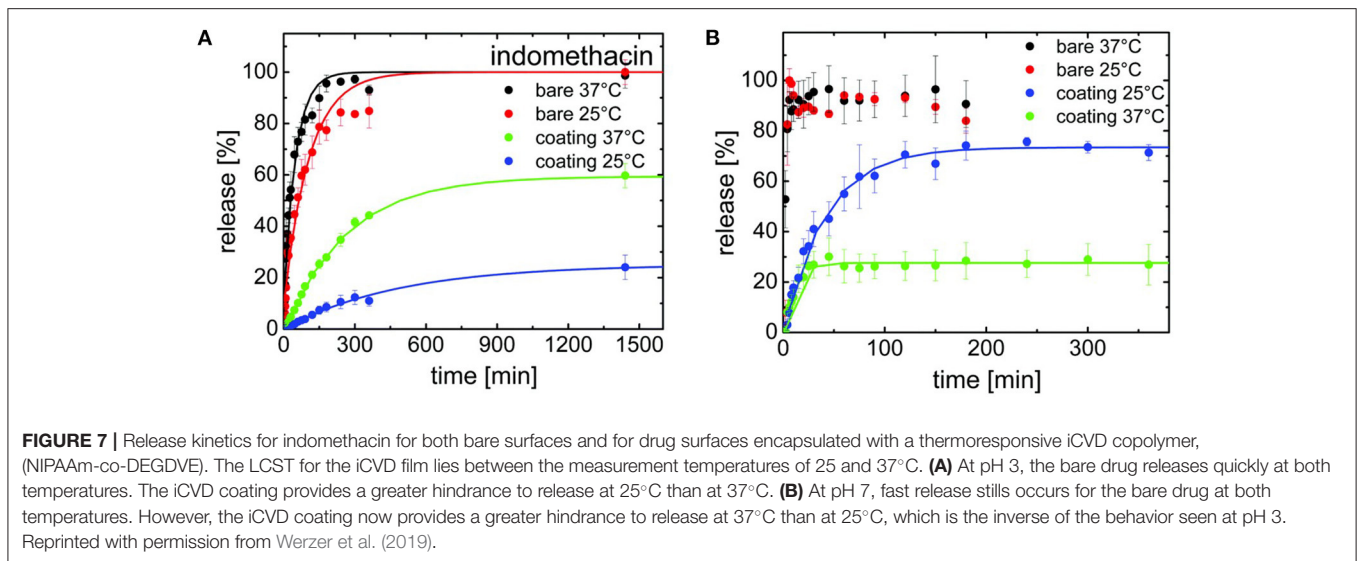 A
B
indomethacin
bare 37°C
bare 25°C
coating 37°C
coating 25°C
bare 37°C
bare 25°C
coating 25°C
coating 37°C
release [%]
100
80
60
40
20
0
0 300 600 900 1200 1500
time [min]
release [%]
100
80
60
40
20
0
0 100 200 300
time [min]
FIGURE 7 | Release kinetics for indomethacin for both bare surfaces and for drug surfaces encapsulated with a thermoresponsive iCVD copolymer,
(NIPAAm-co-DEGDVE). The LCST for the iCVD film lies between the measurement temperatures of 25 and 37°C. (A) At pH 3, the bare drug releases quickly at both
temperatures. The iCVD coating provides a greater hindrance to release at 25°C than at 37°C. (B) At pH 7, fast release stills occurs for the bare drug at both
temperatures. However, the iCVD coating now provides a greater hindrance to release at 37°C than at 25°C, which is the inverse of the behavior seen at pH 3.
Reprinted with permission from Werzer et al. (2019).